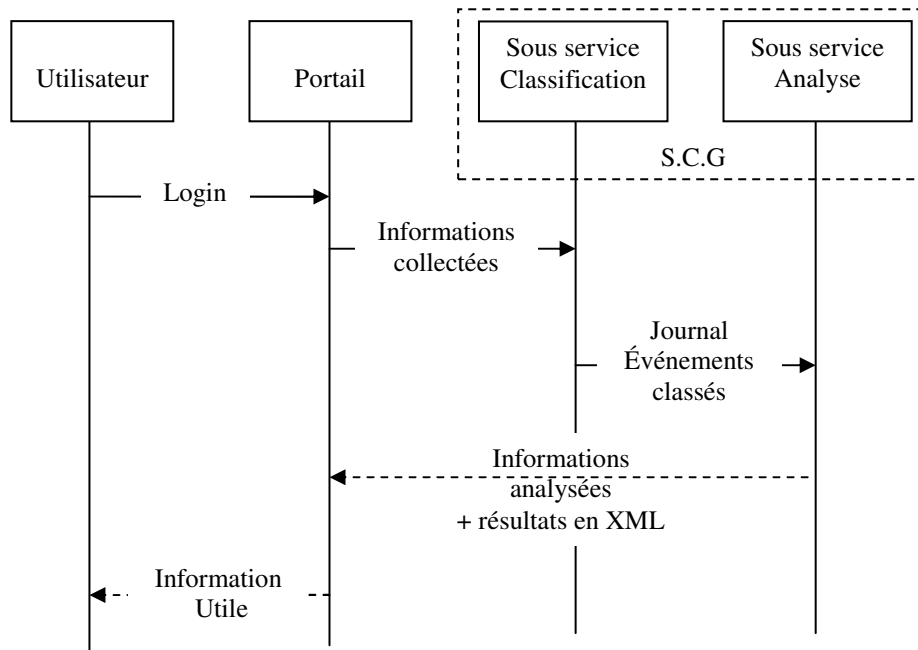 Utilisateur
Portail
Sous service
Classification
Sous service
Analyse
S.C.G
Login
Informations
collectées
Journal
Événements
classés
Informations
analysées
+ résultats en XML
Information
Utile